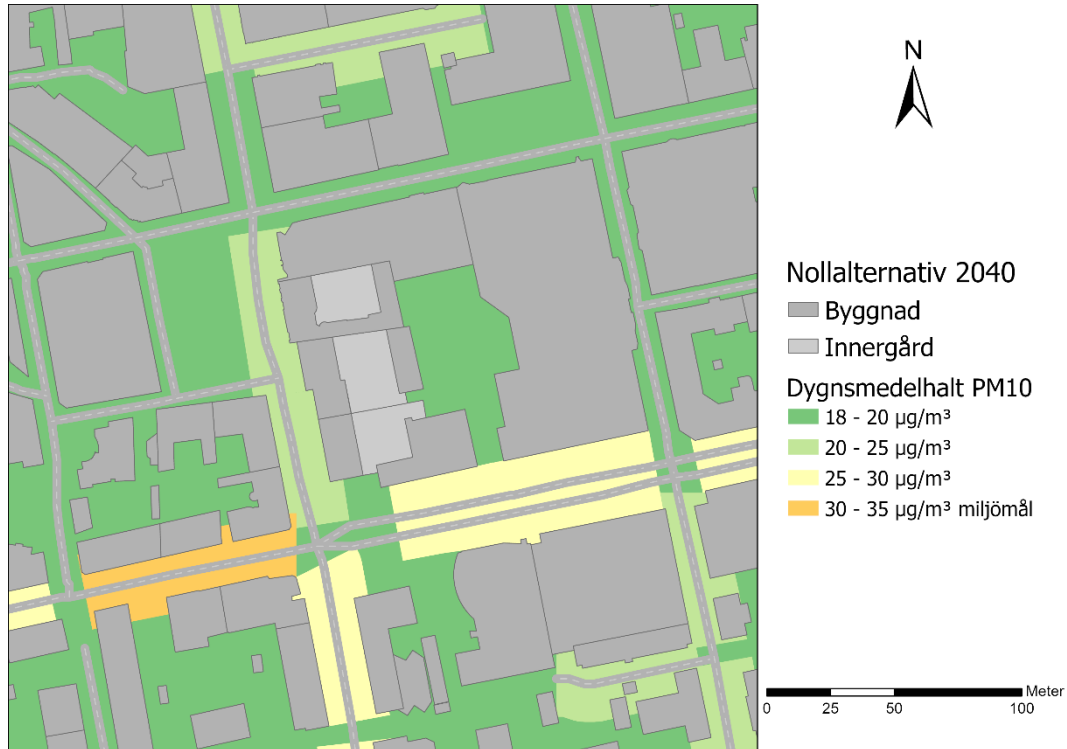 N
Nollalternativ 2040
Byggnad
Innergård
Dygnsmedelhalt PM10
18 - 20 µg/m³
20 - 25 µg/m³
25 - 30 µg/m³
30 - 35 µg/m³ miljömål
Meter
0 25 50 100